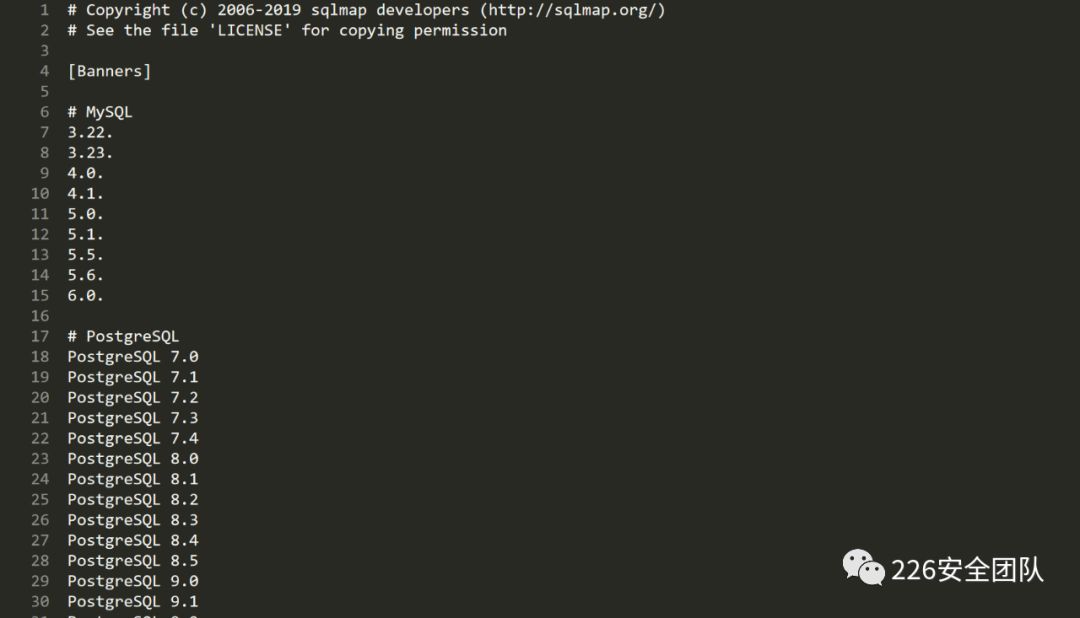 1 # Copyright (c) 2006-2019 sqlmap developers (http://sqlmap.org/)
2 # See the file 'LICENSE' for copying permission
3
4 [Banners]
5
6 # MySQL
7 3.22.
8 3.23.
9 4.0.
10 4.1.
11 5.0.
12 5.1.
13 5.5.
14 5.6.
15 6.0.
16
17 # PostgreSQL
18 PostgreSQL 7.0
19 PostgreSQL 7.1
20 PostgreSQL 7.2
21 PostgreSQL 7.3
22 PostgreSQL 7.4
23 PostgreSQL 8.0
24 PostgreSQL 8.1
25 PostgreSQL 8.2
26 PostgreSQL 8.3
27 PostgreSQL 8.4
28 PostgreSQL 8.5
29 PostgreSQL 9.0
30 PostgreSQL 9.1
226安全团队